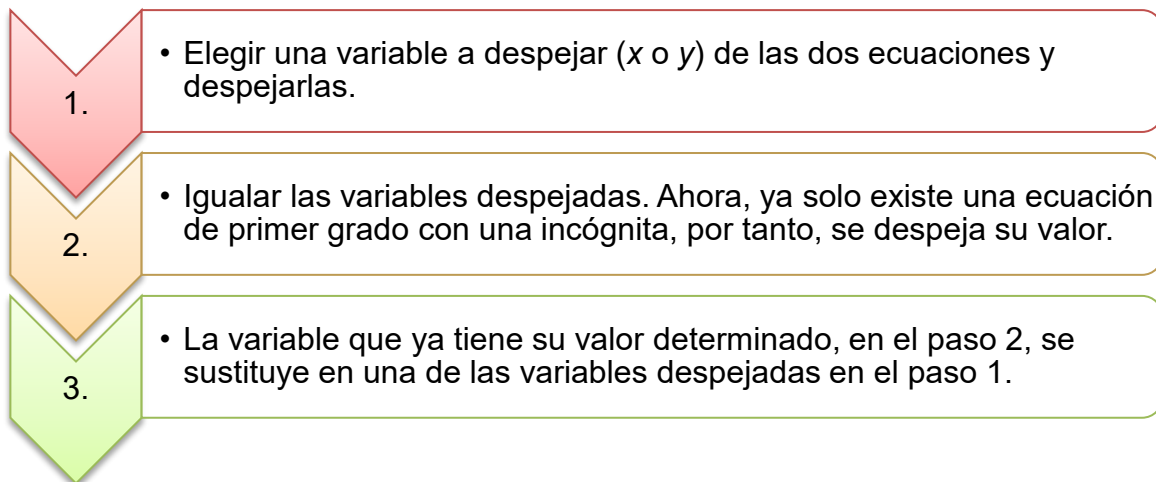 1.
• Elegir una variable a despejar (x o y) de las dos ecuaciones y
despejarlas.
2.
• Igualar las variables despejadas. Ahora, ya solo existe una ecuación
de primer grado con una incógnita, por tanto, se despeja su valor.
3.
• La variable que ya tiene su valor determinado, en el paso 2, se
sustituye en una de las variables despejadas en el paso 1.